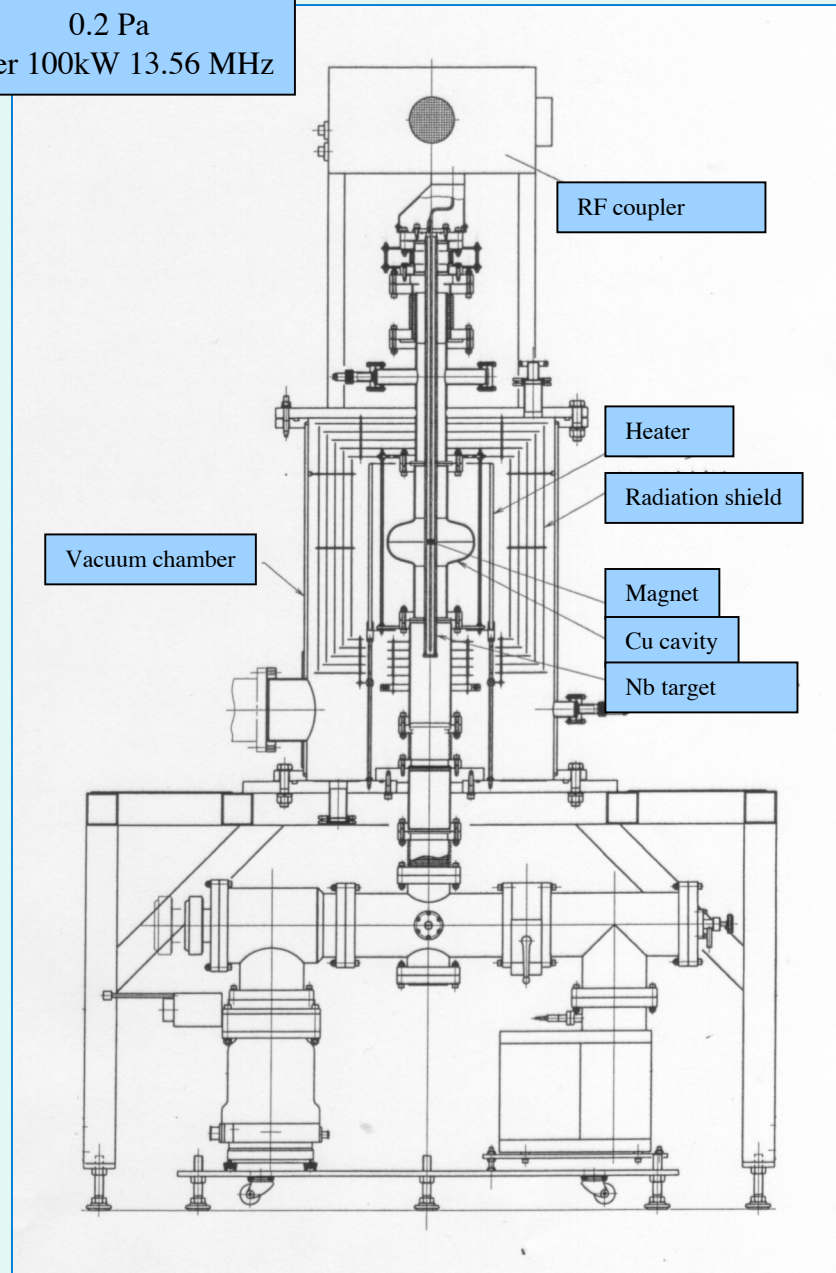 0.2 Pa
100kW 13.56 MHz
RF coupler
Heater
Radiation shield
Vacuum chamber
Magnet
Cu cavity
Nb target